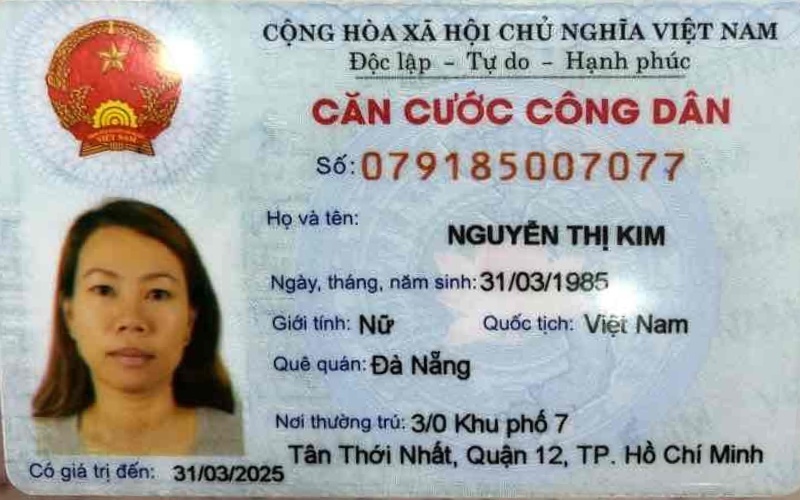 CỘNG HÒA XÃ HỘI CHỦ NGHĨA VIỆT NAM
Độc lập - Tự do - Hạnh phúc
CĂN CƯỚC CÔNG DÂN
Số: 079185007077
Họ và tên:
NGUYỄN THỊ KIM
Ngày, tháng, năm sinh: 31/03/1985
Giới tính: Nữ Quốc tịch: Việt Nam
Quê quán: Đà Nẵng
Nơi thường trú: 3/0 Khu phố 7
Tân Thới Nhất, Quận 12, TP. Hồ Chí Minh
Có giá trị đến: 31/03/2025
VIỆT NAM